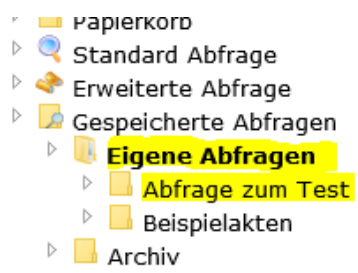 Papierkorb
Standard Abfrage
Erweiterte Abfrage
Gespeicherte Abfragen
Eigene Abfragen
Abfrage zum Test
Beispielakten
Archiv